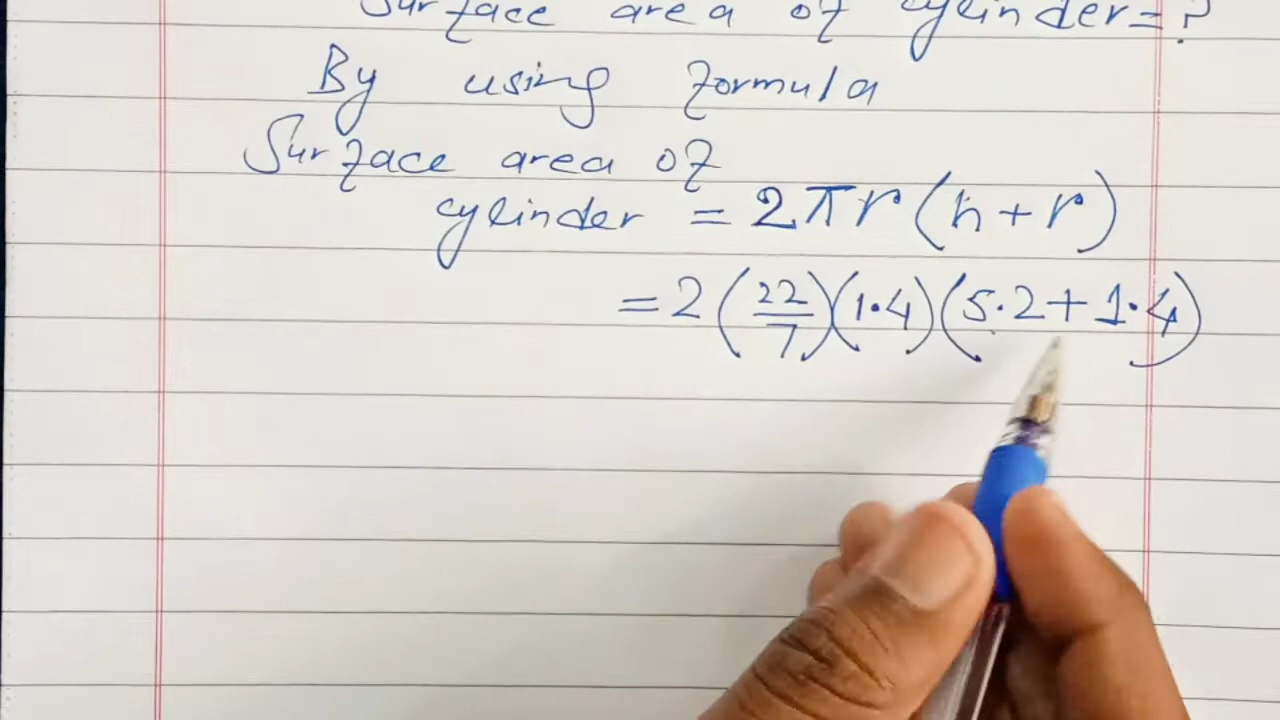 Surface area of cylinder=?
By using formula
Surface area of
cylinder = 2πr(h+r)
=2(22/7)(1.4)(5.2+1.4)